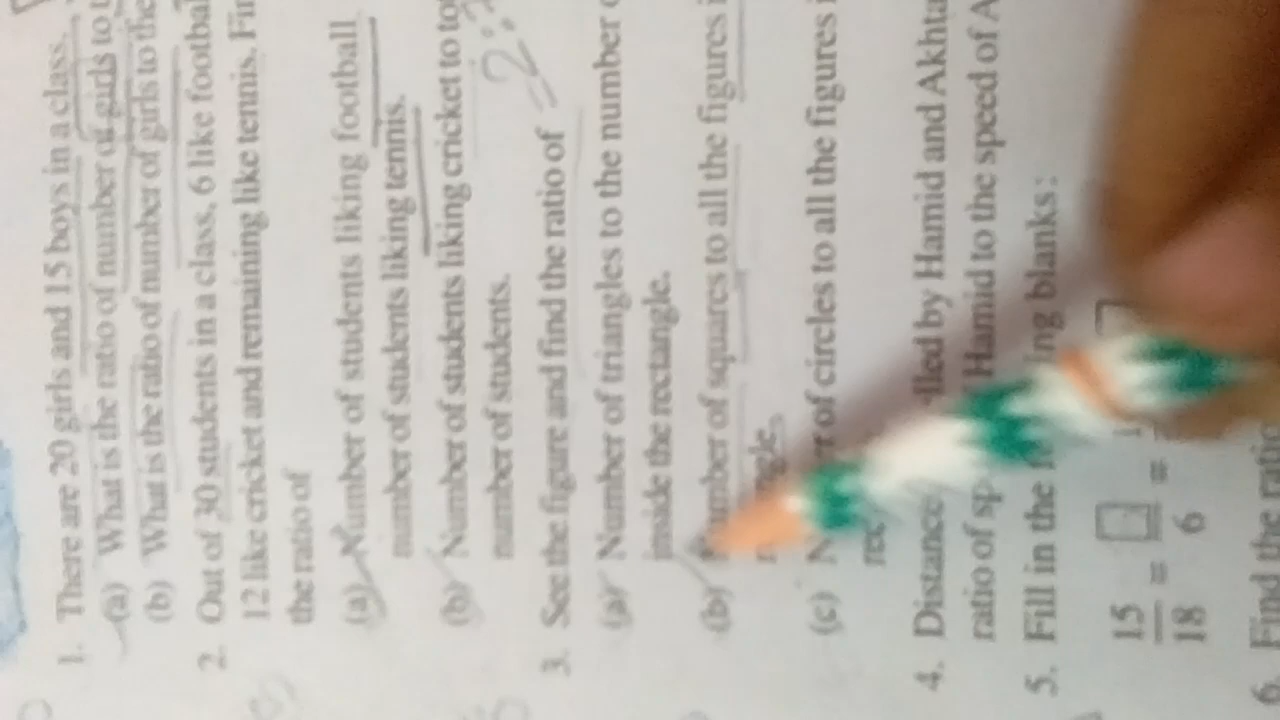 1. There are 20 girls and 15 boys in a class.
(a) What is the ratio of number of girls to
(b) What is the ratio of number of girls to the
2. Out of 30 students in a class, 6 like
12 like cricket and remaining like tennis.
the ratio of
(a) Number of students liking football
number of students liking tennis.
(b) Number of students liking cricket to
number of students.
3. See the figure and find the ratio of
(a) Number of triangles to the number
inside the rectangle.
(b) of squares to all the figures
(c) of circles to all the figures
4. Distance by Hamid and
ratio of Hamid to the speed of
5. Fill in the blanks:
15/18 = □/6 =
6. Find the